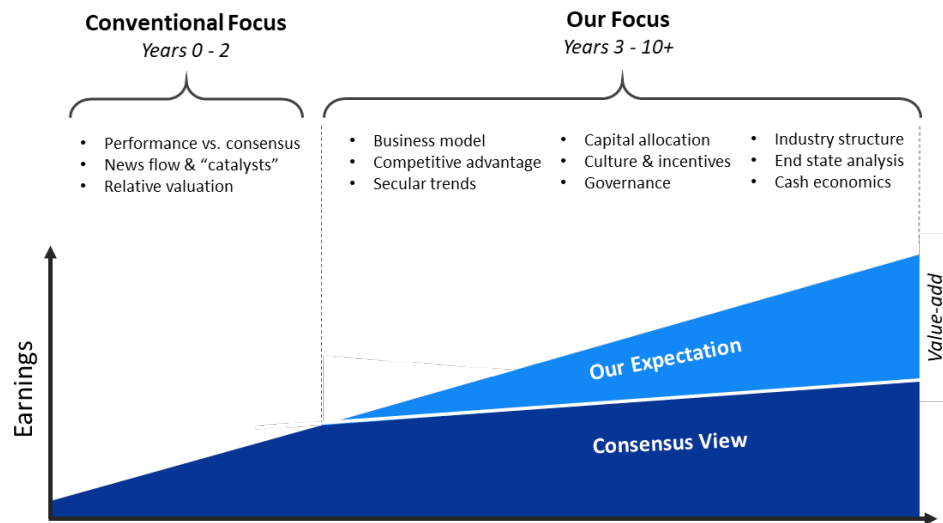 Conventional Focus
Years 0 - 2
Our Focus
Years 3 - 10+
• Performance vs. consensus
• News flow & “catalysts”
• Relative valuation
• Business model
• Competitive advantage
• Secular trends
• Capital allocation
• Culture & incentives
• Governance
• Industry structure
• End state analysis
• Cash economics
Earnings
Our Expectation
Consensus View
Value-add